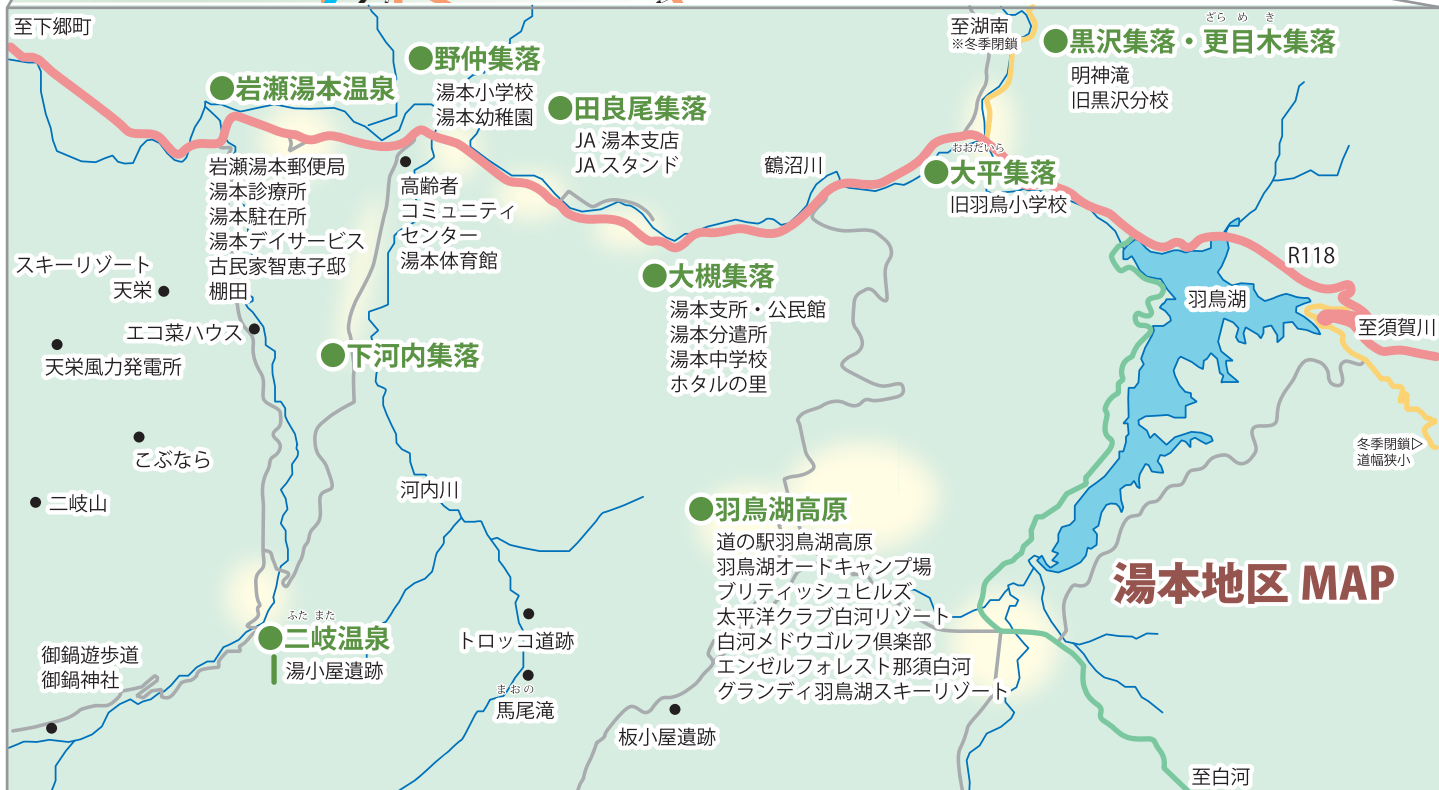 至下郷町
岩瀬湯本温泉
岩瀬湯本郵便局
湯本診療所
湯本駐在所
湯本デイサービス
古民家智恵子邸
棚田
野仲集落
湯本小学校
湯本幼稚園
高齢者
コミュニティ
センター
湯本体育館
田良尾集落
JA 湯本支店
JA スタンド
鶴沼川
至湖南
※冬季閉鎖
ざらめき
黒沢集落・更目木集落
明神滝
旧黒沢分校
おおだいら
大平集落
旧羽鳥小学校
R118
羽鳥湖
至須賀川
冬季閉鎖▷
道幅狭小
スキーリゾート
天栄
エコ菜ハウス
天栄風力発電所
下河内集落
大槻集落
湯本支所・公民館
湯本分遣所
湯本中学校
ホタルの里
こぶなら
二岐山
河内川
羽鳥湖高原
道の駅羽鳥湖高原
羽鳥湖オートキャンプ場
ブリティッシュヒルズ
太平洋クラブ白河リゾート
白河メドウゴルフ倶楽部
エンゼルフォレスト那須白河
グランディ羽鳥湖スキーリゾート
湯本地区 MAP
ふたまた
二岐温泉
湯小屋遺跡
御鍋遊歩道
御鍋神社
トロッコ道跡
まおの
馬尾滝
板小屋遺跡
至白河